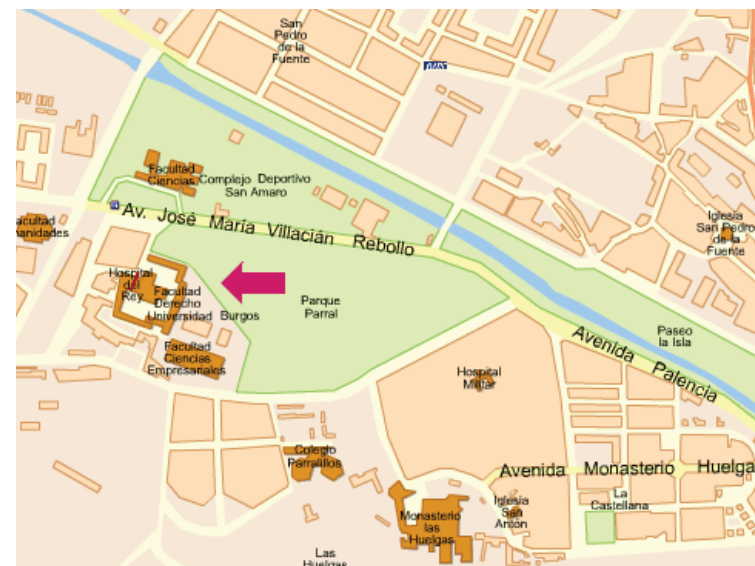 San
Pedro
de la
Fuente
Facultad
Ciencias
Complejo Deportivo
San Amaro
Av. José María Villacián Rebollo
acultad
anidades
Iglesia
San Pedro
de la
Fuente
Hospital
del
Rey
Facultad
Derecho
Universidad Burgos
Parque
Parral
Paseo
la Isla
Facultad
Ciencias
Empresariales
Avenida Palencia
Hospital
Militar
Colegio
Parralillos
Avenida Monasterio Huelga
La
Castellana
Iglesia
San
Antón
Monasterio
las
Huelgas
Las
Huelgas